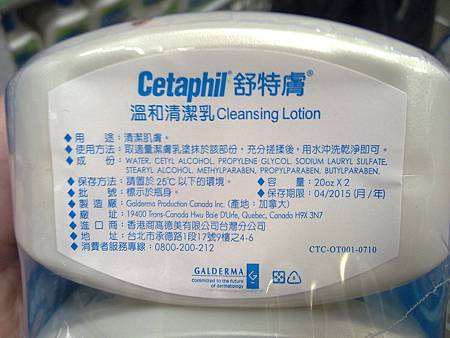 Cetaphil® 舒特膚®
溫和清潔乳 Cleansing Lotion
◆用　　途：清潔肌膚。
◆使用方法：取適量潔膚乳塗抹於該部份，充分搓揉後，用水沖洗乾淨即可。
◆成　　份：WATER, CETYL ALCOHOL, PROPYLENE GLYCOL, SODIUM LAURYL SULFATE,
STEARYL ALCOHOL, METHYLPARABEN, PROPYLPARABEN, BUTYLPARABEN
◆保存方法：請置於25°C以下的環境。 ◆容　　量：20oz X 2
◆批　　號：標示於瓶身。 ◆保存期限：04/2015 (月/年)
◆製 造 廠：Galderma Production Canada Inc. (產地：加拿大)
◆廠　　址：19400 Trans-Canada Hwu Baie D'Urfe, Quebec, Canada H9X 3N7
◆進 口 商：香港商高德美有限公司台灣分公司
◆地　　址：台北市承德路1段17號9樓之4-6
◆消費者服務專線：0800-200-212
CTC-OT001-0710
GALDERMA
Committed to the future
of dermatology